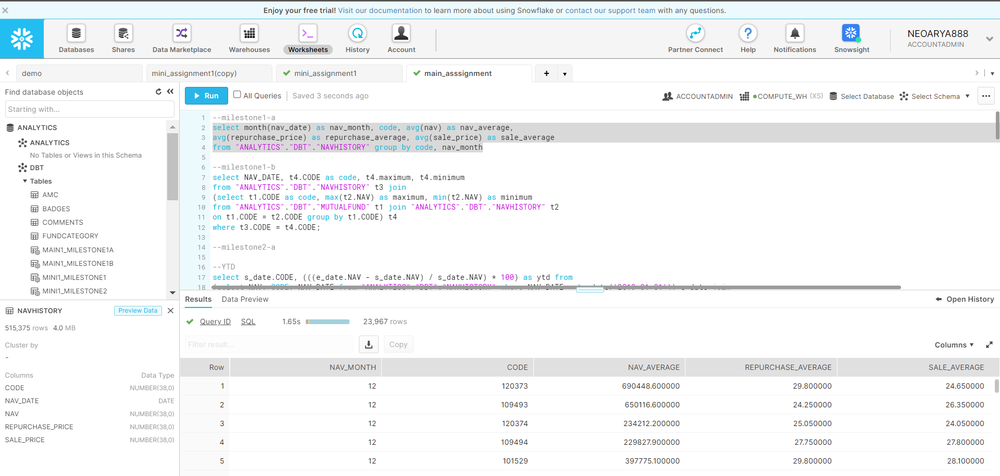 Enjoy your free trial! Visit our documentation to learn more about using Snowflake or contact our support team with any questions.
Databases
Shares
Data Marketplace
Warehouses
Worksheets
History
Account
Partner Connect
Help
Notifications
Snowsight
NEOARYA888
ACCOUNTADMIN
demo
mini_assignment1(copy)
mini_assignment1
main_asssignment
+
Find database objects
Starting with...
ANALYTICS
ANALYTICS
No Tables or Views in this Schema
DBT
Tables
AMC
BADGES
COMMENTS
FUNDCATEGORY
MAIN1_MILESTONE1A
MAIN1_MILESTONE1B
MINI1_MILESTONE1
MINI1_MILESTONE2
NAVHISTORY Preview Data
515,375 rows 4.0 MB
Cluster by
-
Columns Data Type
CODE NUMBER(38,0)
NAV_DATE DATE
NAV NUMBER(38,0)
REPURCHASE_PRICE NUMBER(38,0)
SALE_PRICE NUMBER(38,0)
Run All Queries Saved 3 seconds ago
ACCOUNTADMIN COMPUTE_WH (XS) Select Database Select Schema ...
1 --milestone1-a
2 select month(nav_date) as nav_month, code, avg(nav) as nav_average,
3 avg(repurchase_price) as repurchase_average, avg(sale_price) as sale_average
4 from "ANALYTICS"."DBT"."NAVHISTORY" group by code, nav_month
5
6 --milestone1-b
7 select NAV_DATE, t4.CODE as code, t4.maximum, t4.minimum
8 from "ANALYTICS"."DBT"."NAVHISTORY" t3 join
9 (select t1.CODE as code, max(t2.NAV) as maximum, min(t2.NAV) as minimum
10 from "ANALYTICS"."DBT"."MUTUALFUND" t1 join "ANALYTICS"."DBT"."NAVHISTORY" t2
11 on t1.CODE = t2.CODE group by t1.CODE) t4
12 where t3.CODE = t4.CODE;
13
14 --milestone2-a
15
16 --YTD
17 select s_date.CODE, (((e_date.NAV - s_date.NAV) / s_date.NAV) * 100) as ytd from
18
Results Data Preview Open History
Query ID SQL 1.65s 23,967 rows
Filter result... Copy Columns
Row NAV_MONTH CODE NAV_AVERAGE REPURCHASE_AVERAGE SALE_AVERAGE
1 12 120373 690448.600000 29.800000 24.650000
2 12 109493 650116.600000 24.250000 26.350000
3 12 120374 234212.200000 25.050000 24.050000
4 12 109494 229827.900000 27.750000 27.800000
5 12 101529 397775.100000 29.800000 28.100000